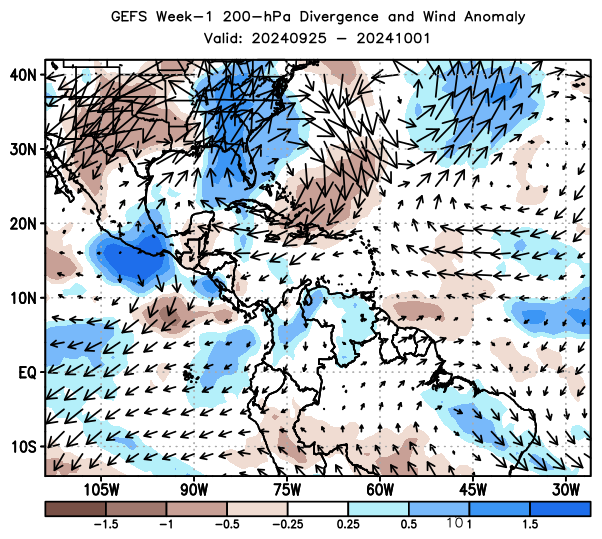 GEFS Week-1 200-hPa Divergence and Wind Anomaly
Valid: 20240925 - 20241001
40N
30N
20N
10N
EQ
10S
105W 90W 75W 60W 45W 30W
-1.5 -1 -0.5 -0.25 0.25 0.5 10 1 1.5